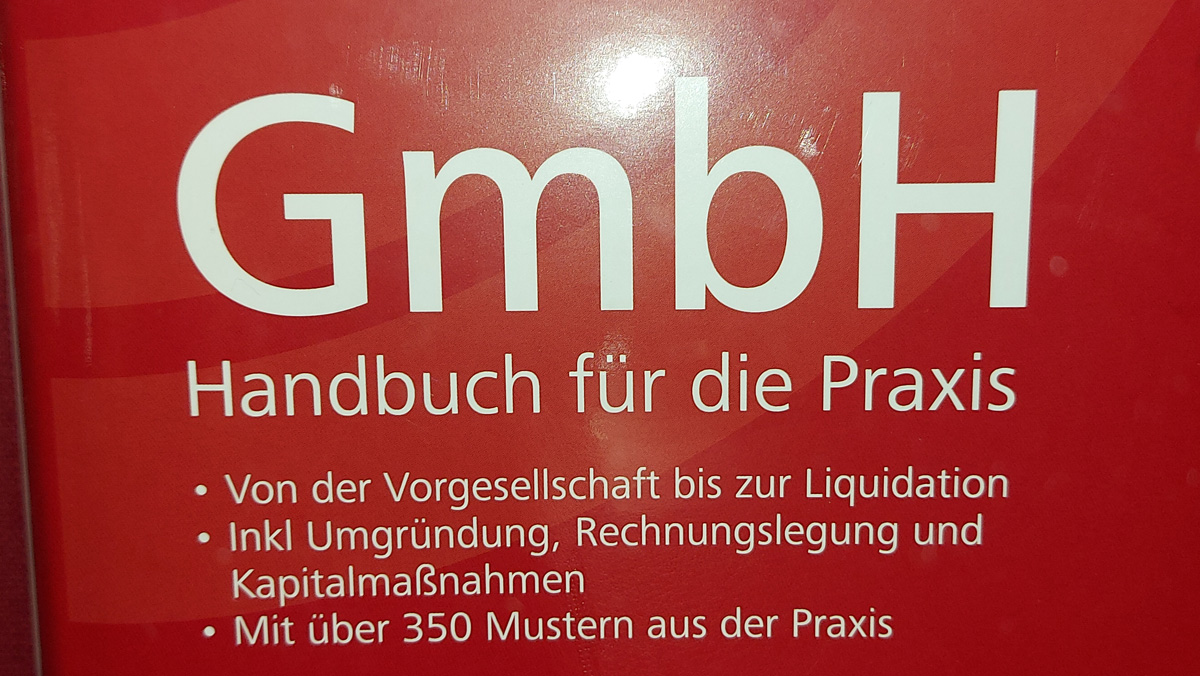 GmbH
Handbuch für die Praxis
• Von der Vorgesellschaft bis zur Liquidation
• Inkl Umgründung, Rechnungslegung und
Kapitalmaßnahmen
• Mit über 350 Mustern aus der Praxis